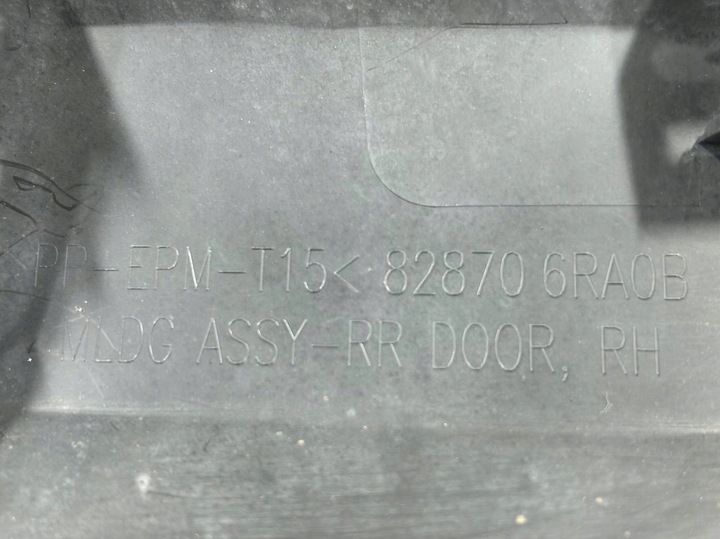 PP-EPM-T15< 82870 6RA0B
MLDG ASSY-RR DOOR, RH